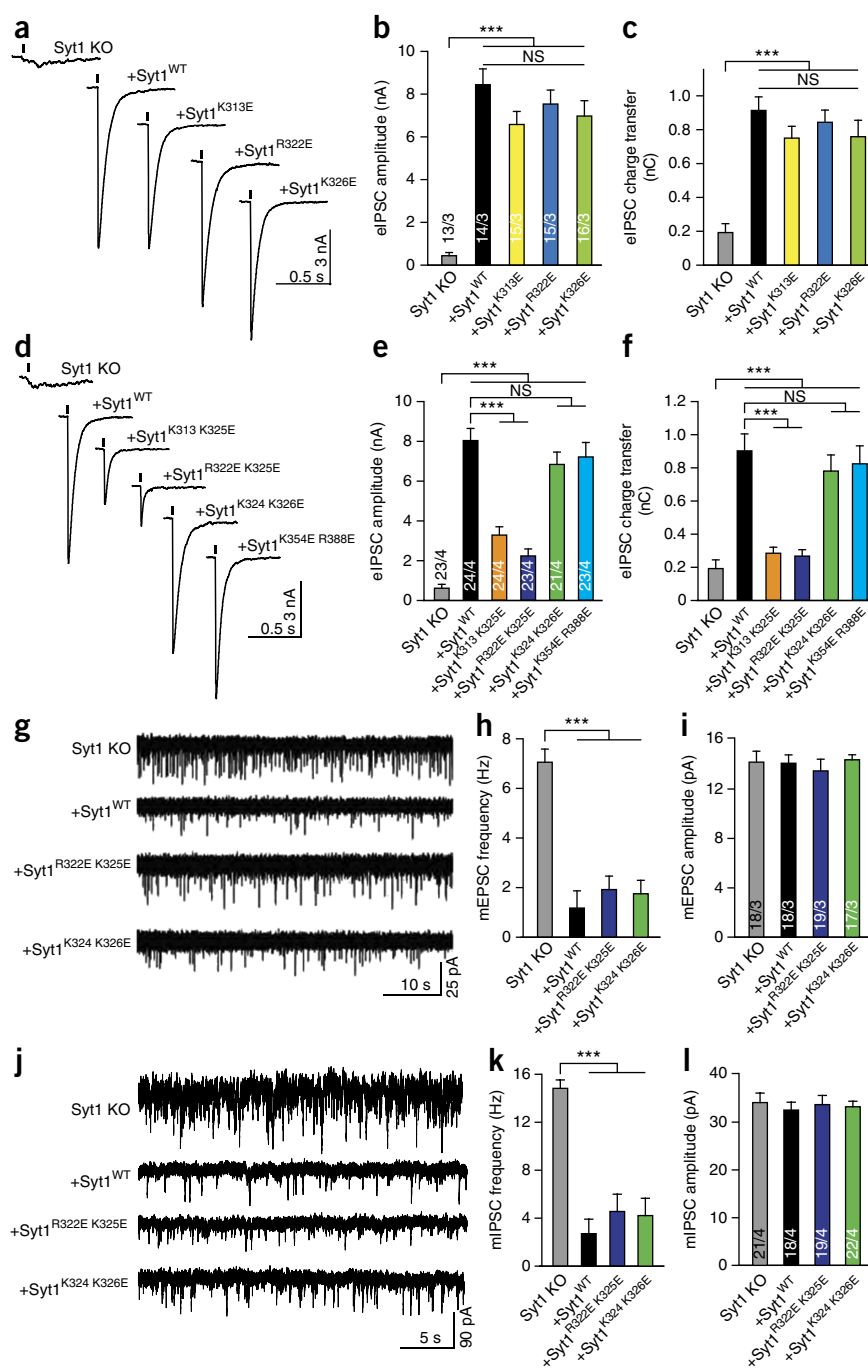 a
Syt1 KO
+Syt1WT
+Syt1K313E
+Syt1R322E
+Syt1K326E
3 nA
0.5 s
b
***
NS
eIPSC amplitude (nA)
10
8
6
4
2
0
13/3
14/3
15/3
15/3
16/3
Syt1 KO
+Syt1WT
+Syt1K313E
+Syt1R322E
+Syt1K326E
c
***
NS
eIPSC charge transfer
(nC)
1.0
0.8
0.6
0.4
0.2
0
Syt1 KO
+Syt1WT
+Syt1K313E
+Syt1R322E
+Syt1K326E
d
Syt1 KO
+Syt1WT
+Syt1K313 K325E
+Syt1R322E K325E
+Syt1K324 K326E
+Syt1K354E R388E
3 nA
0.5 s
e
***
NS
***
eIPSC amplitude (nA)
10
8
6
4
2
0
23/4
24/4
24/4
23/4
21/4
23/4
Syt1 KO
+Syt1WT
+Syt1K313 K325E
+Syt1R322E K325E
+Syt1K324 K326E
+Syt1K354E R388E
f
***
NS
***
eIPSC charge transfer
(nC)
1.2
1.0
0.8
0.6
0.4
0.2
0
Syt1 KO
+Syt1WT
+Syt1K313 K325E
+Syt1R322E K325E
+Syt1K324 K326E
+Syt1K354E R388E
g
Syt1 KO
+Syt1WT
+Syt1R322E K325E
+Syt1K324 K326E
10 s
25 pA
h
***
mEPSC frequency (Hz)
8
6
4
2
0
Syt1 KO
+Syt1WT
+Syt1R322E K325E
+Syt1K324 K326E
i
mEPSC amplitude (pA)
16
14
12
8
4
0
18/3
18/3
19/3
17/3
Syt1 KO
+Syt1WT
+Syt1R322E K325E
+Syt1K324 K326E
j
Syt1 KO
+Syt1WT
+Syt1R322E K325E
+Syt1K324 K326E
5 s
90 pA
k
***
mIPSC frequency (Hz)
16
12
8
4
0
Syt1 KO
+Syt1WT
+Syt1R322E K325E
+Syt1K324 K326E
l
mIPSC amplitude (pA)
40
30
20
10
0
21/4
18/4
19/4
22/4
Syt1 KO
+Syt1WT
+Syt1R322E K325E
+Syt1K324 K326E